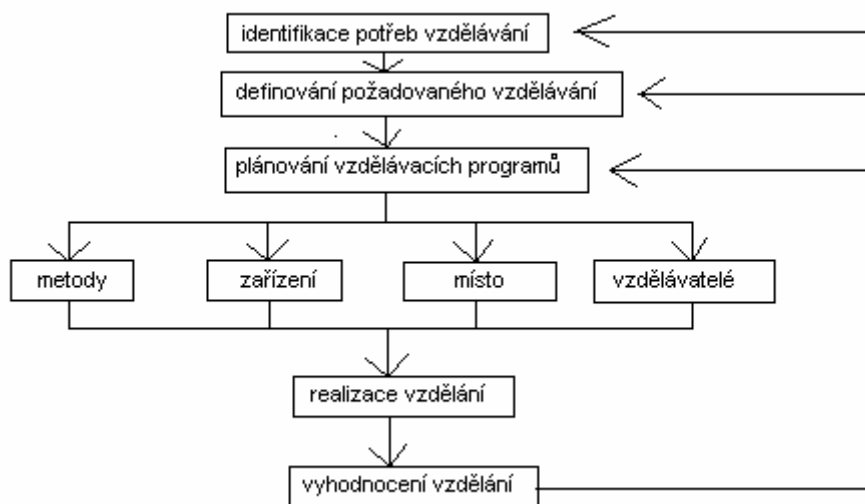 identifikace potřeb vzdělávání
definování požadovaného vzdělávání
plánování vzdělávacích programů
metody
zařízení
místo
vzdělávatelé
realizace vzdělání
vyhodnocení vzdělání